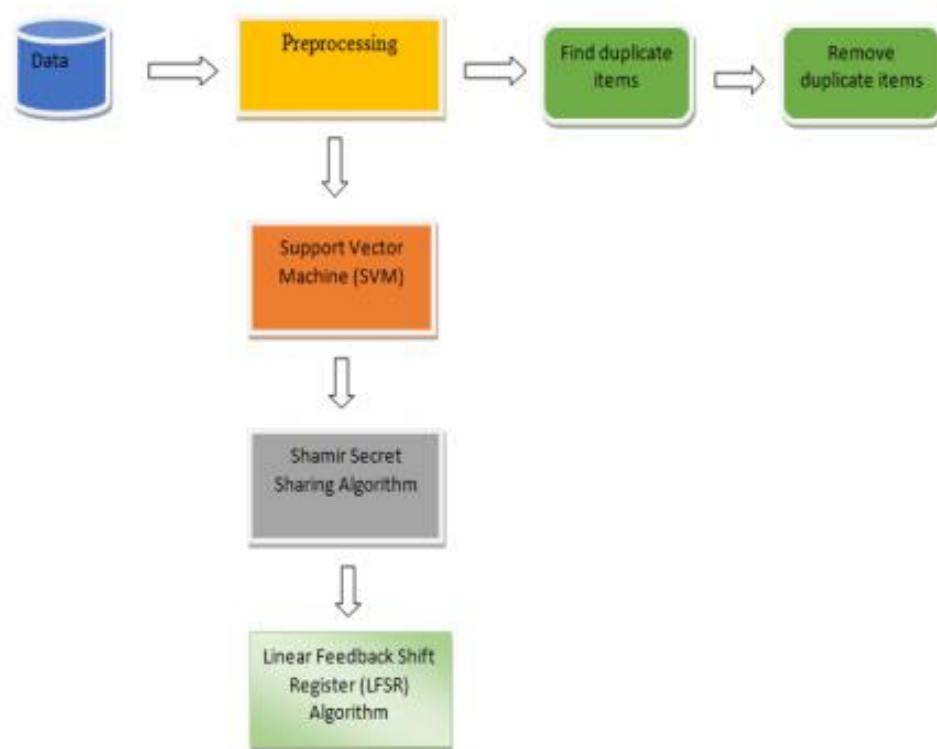 Data
Preprocessing
Find duplicate
items
Remove
duplicate items
Support Vector
Machine (SVM)
Shamir Secret
Sharing Algorithm
Linear Feedback Shift
Register (LFSR)
Algorithm